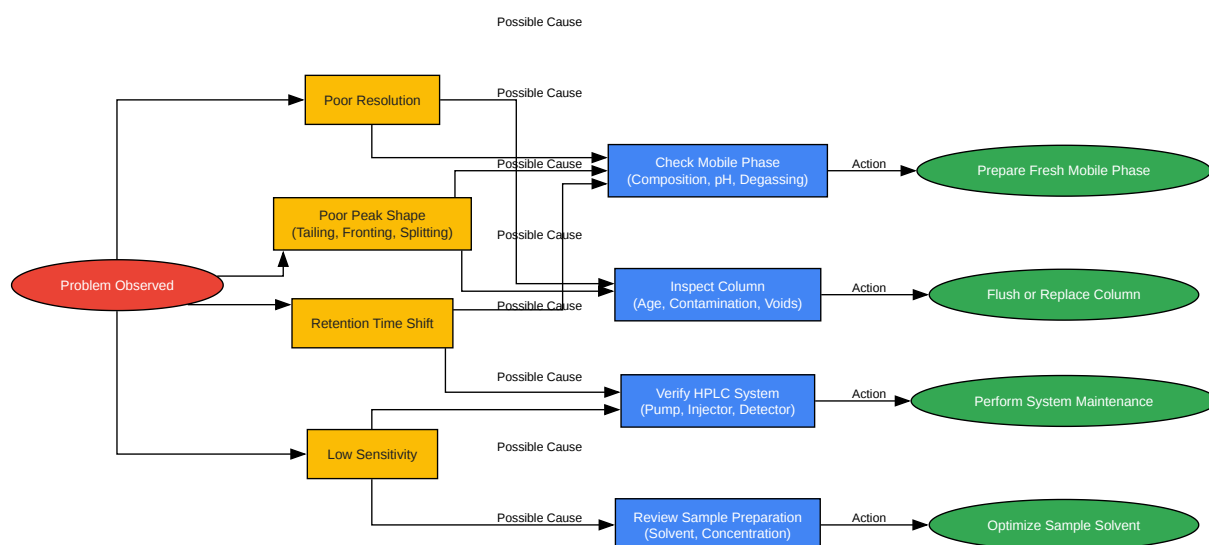 Possible Cause
Poor Resolution
Possible Cause
Check Mobile Phase
(Composition, pH, Degassing)
Possible Cause
Action
Prepare Fresh Mobile Phase
Poor Peak Shape
(Tailing, Fronting, Splitting)
Possible Cause
Problem Observed
Inspect Column
(Age, Contamination, Voids)
Action
Flush or Replace Column
Retention Time Shift
Possible Cause
Possible Cause
Verify HPLC System
(Pump, Injector, Detector)
Action
Perform System Maintenance
Low Sensitivity
Possible Cause
Possible Cause
Review Sample Preparation
(Solvent, Concentration)
Action
Optimize Sample Solvent